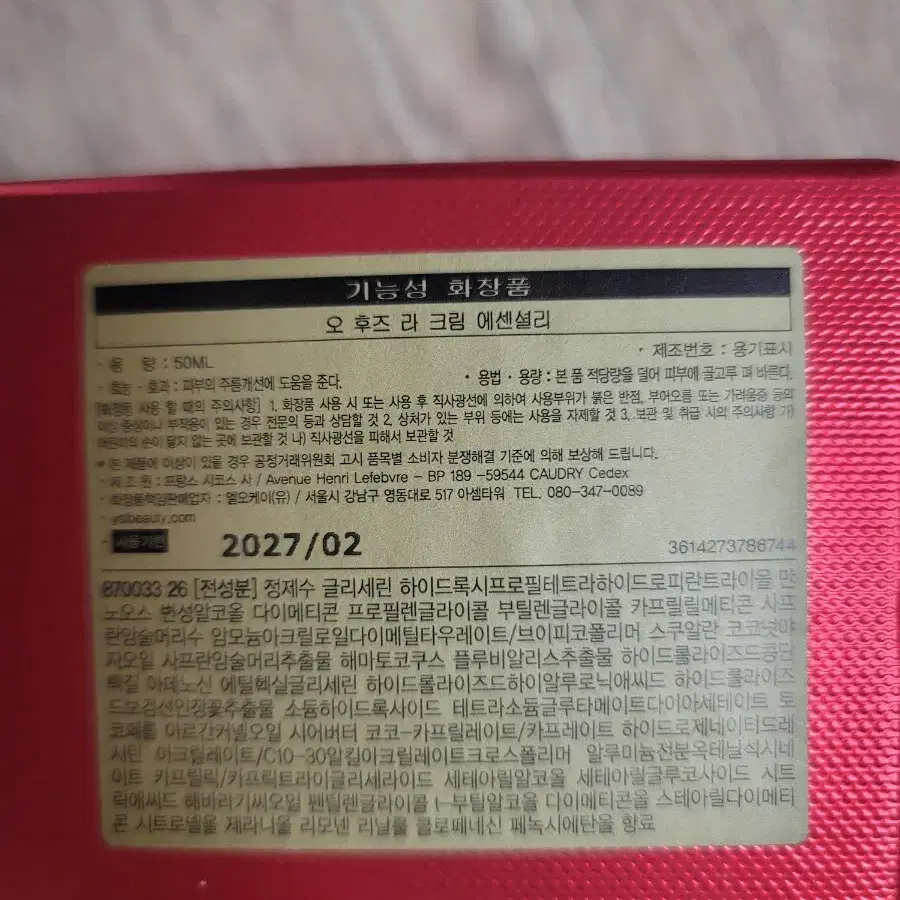 기능성 화장품
오 후즈 라 크림 에센셜리
· 용 량 : 50ML · 제조번호 : 용기표시
· 효능 · 효과 : 피부의 주름개선에 도움을 준다. · 용법 · 용량 : 본 품 적당량을 덜어 피부에 골고루 펴 바른다.
[화장품 사용 할 때의 주의사항] 1. 화장품 사용 시 또는 사용 후 직사광선에 의하여 사용부위가 붉은 반점, 부어오름 또는 가려움증 등의
이상 증상이나 부작용이 있는 경우 전문의 등과 상담할 것 2. 상처가 있는 부위 등에는 사용을 자제할 것 3. 보관 및 취급 시의 주의사항 가)
어린이의 손이 닿지 않는 곳에 보관할 것 나) 직사광선을 피해서 보관할 것
* 본 제품에 이상이 있을 경우 공정거래위원회 고시 품목별 소비자 분쟁해결 기준에 의해 보상해 드립니다.
· 제 조 원 : 프랑스 시코스 사 / Avenue Henri Lefebvre – BP 189 –59544 CAUDRY Cedex
· 화장품책임판매업자 : 엘오케이(유) / 서울시 강남구 영동대로 517 아셈타워 TEL. 080-347-0089
· yslbeauty.com
· 사용기한 2027/02 3614273786744
870033 26 [전성분] 정제수 글리세린 하이드록시프로필테트라하이드로피란트라이올 만
노오스 변성알코올 다이메티콘 프로필렌글라이콜 부틸렌글라이콜 카프릴릴메티콘 사프
란암술머리수 암모늄아크릴로일다이메틸타우레이트/브이피코폴리머 스쿠알란 코코넛야
자오일 사프란암술머리추출물 해마토코쿠스 플루비알리스추출물 하이드롤라이즈드콩단
백질 아데노신 에틸헥실글리세린 하이드롤라이즈드하이알루로닉애씨드 하이드롤라이즈
드보검선인장꽃추출물 소듐하이드록사이드 테트라소듐글루타메이트다이아세테이트 토
코페롤 아르간커넬오일 시어버터 코코-카프릴레이트/카프레이트 하이드로제네이티드레
시틴 아크릴레이트/C10-30알킬아크릴레이트크로스폴리머 알루미늄전분옥테닐석시네
이트 카프릴릭/카프릭트라이글리세라이드 세테아릴알코올 세테아릴글루코사이드 시트
릭애씨드 해바라기씨오일 펜틸렌글라이콜 t-부틸알코올 다이메티콘올 스테아릴다이메티
콘 시트로넬올 제라니올 리모넨 리날룰 클로페네신 페녹시에탄올 향료